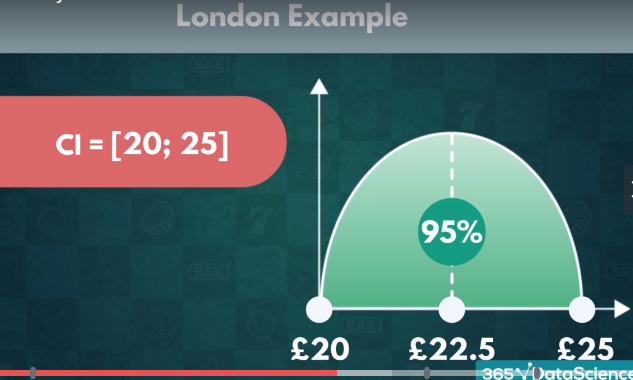 London Example
CI = [20; 25]
95%
£20 £22.5 £25
365 DataScience